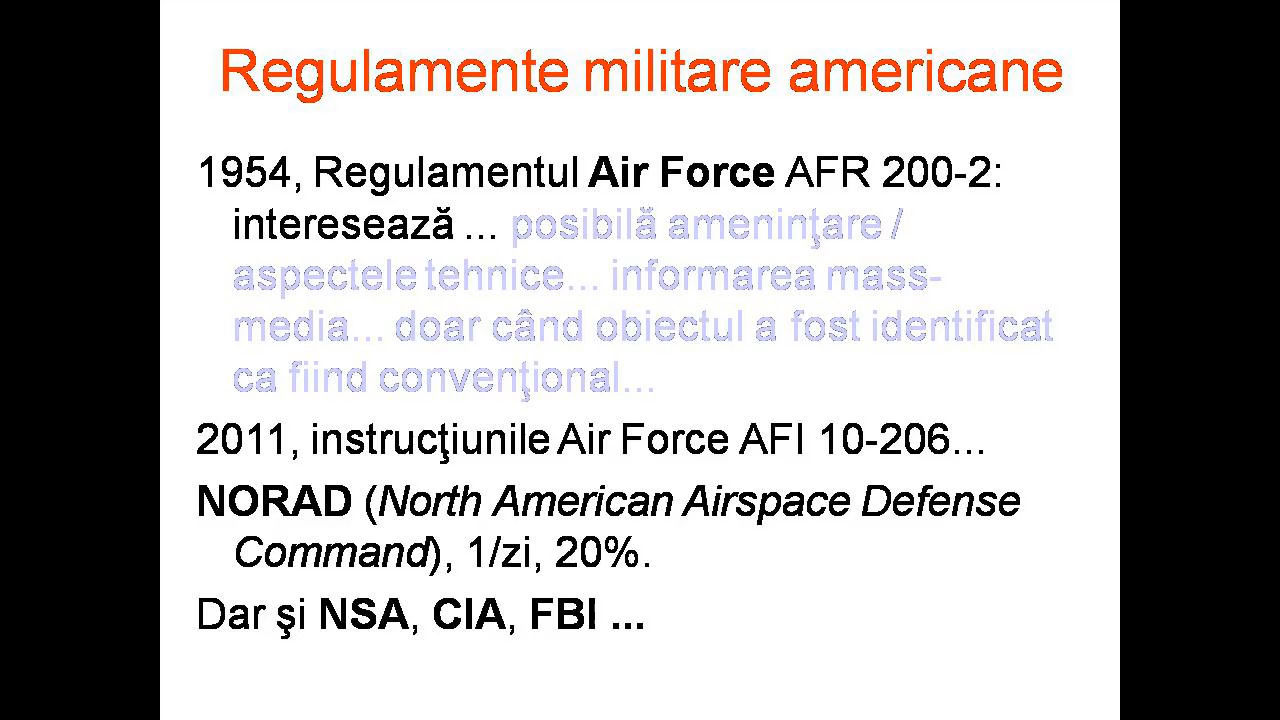 Regulamente militare americane
1954, Regulamentul Air Force AFR 200-2:
interesează ... posibilă ameninţare /
aspectele tehnice... informarea mass-
media... doar când obiectul a fost identificat
ca fiind convenţional...
2011, instrucţiunile Air Force AFI 10-206...
NORAD (North American Airspace Defense
Command), 1/zi, 20%.
Dar şi NSA, CIA, FBI ...